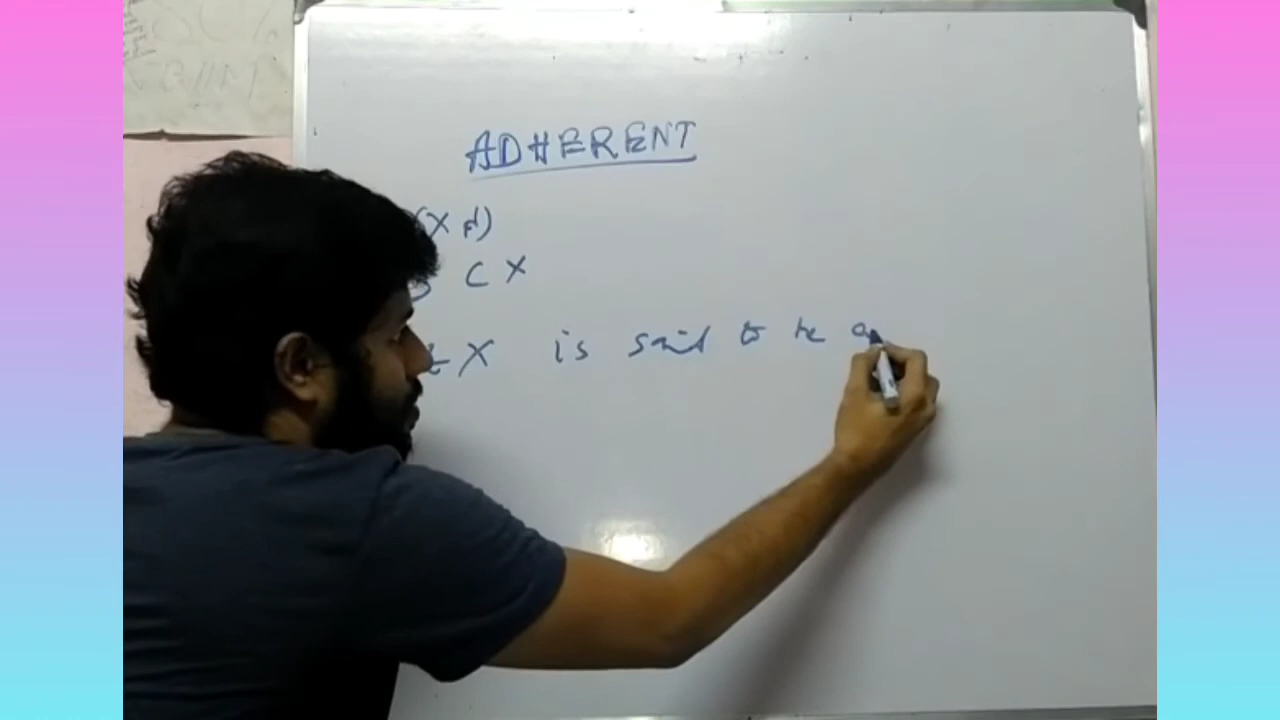 ADHERENT
(X d)
C X
X is said to be a